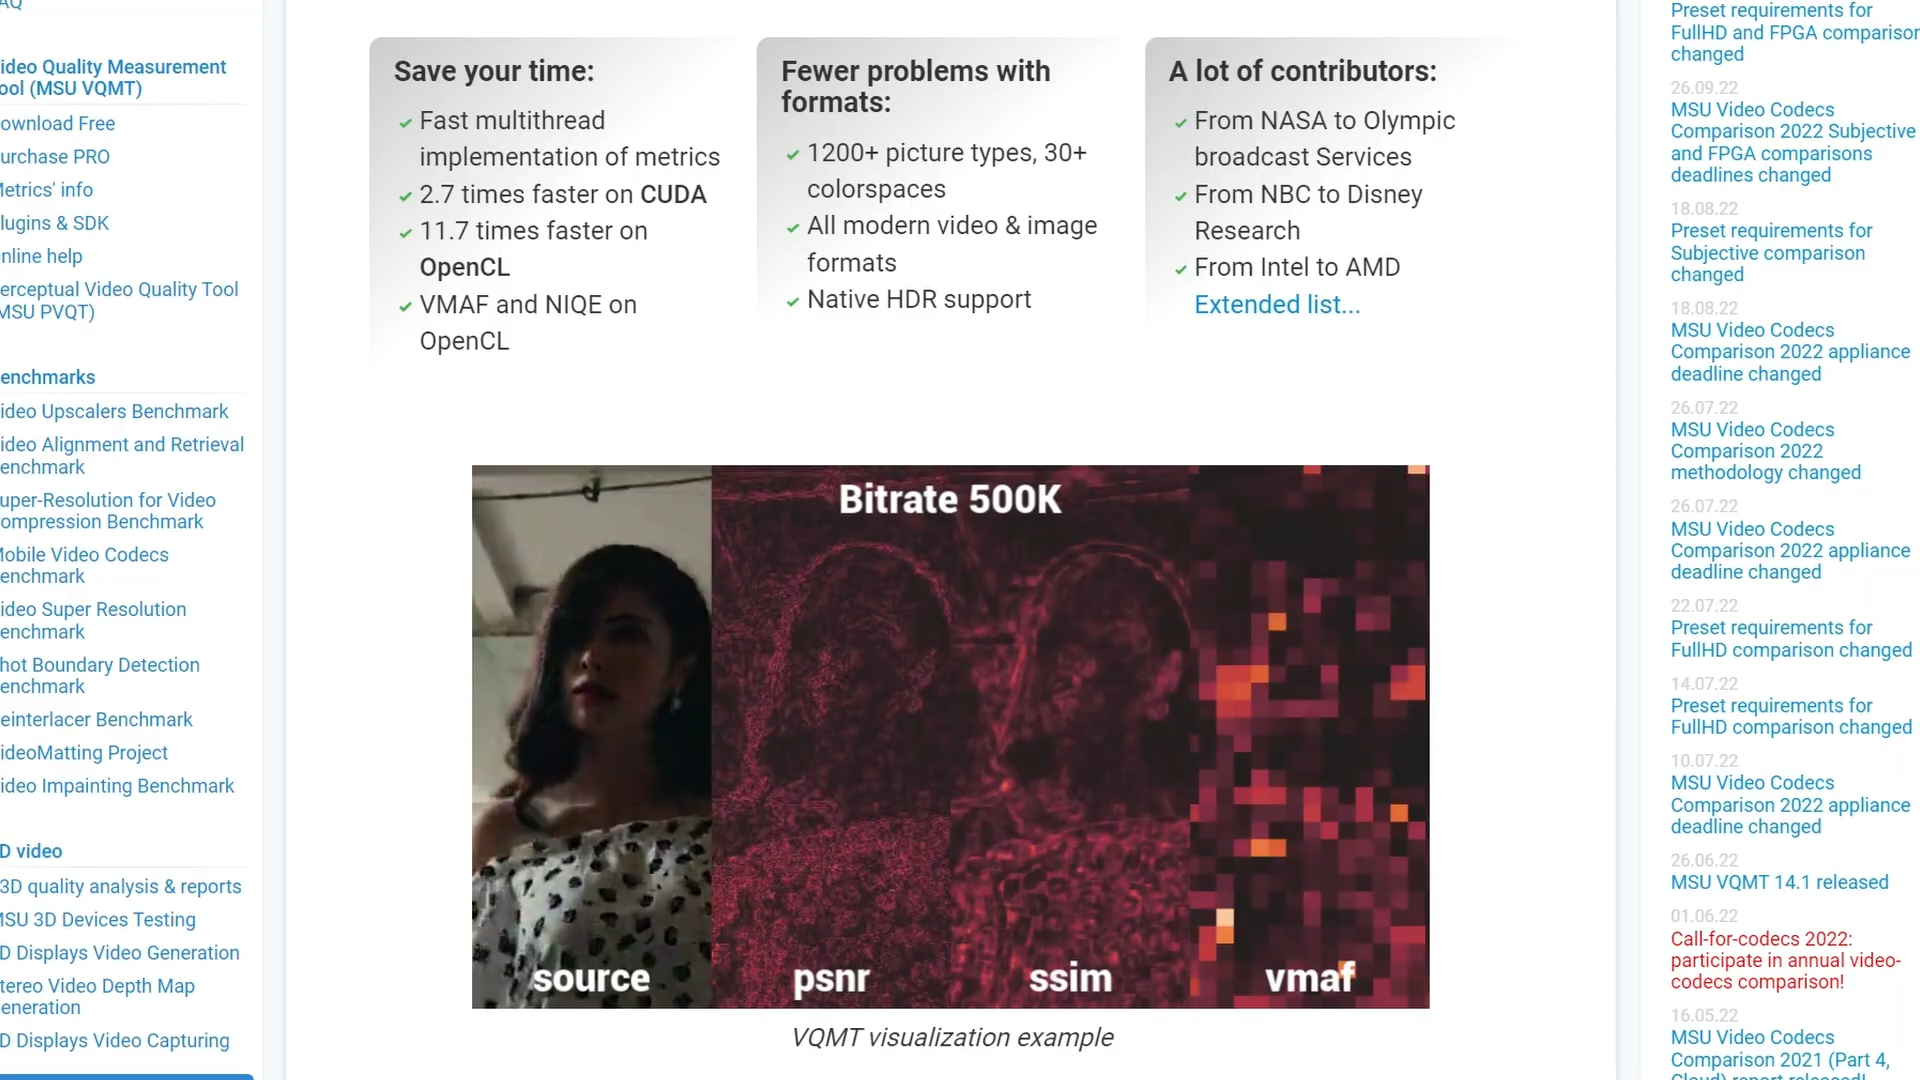 AQ
ideo Quality Measurement
ool (MSU VQMT)
ownload Free
urchase PRO
Metrics' info
lugins & SDK
nline help
erceptual Video Quality Tool
MSU PVQT)
enchmarks
ideo Upscalers Benchmark
ideo Alignment and Retrieval
enchmark
uper-Resolution for Video
ompression Benchmark
Mobile Video Codecs
enchmark
ideo Super Resolution
enchmark
hot Boundary Detection
enchmark
einterlacer Benchmark
ideoMatting Project
ideo Impainting Benchmark
D video
3D quality analysis & reports
MSU 3D Devices Testing
D Displays Video Generation
tereo Video Depth Map
eneration
D Displays Video Capturing
Save your time:
Fast multithread
implementation of metrics
2.7 times faster on CUDA
11.7 times faster on
OpenCL
VMAF and NIQE on
OpenCL
Fewer problems with
formats:
1200+ picture types, 30+
colorspaces
All modern video & image
formats
Native HDR support
A lot of contributors:
From NASA to Olympic
broadcast Services
From NBC to Disney
Research
From Intel to AMD
Extended list...
Bitrate 500K
source psnr ssim vmaf
VQMT visualization example
Preset requirements for
FullHD and FPGA comparison
changed
26.09.22
MSU Video Codecs
Comparison 2022 Subjective
and FPGA comparisons
deadlines changed
18.08.22
Preset requirements for
Subjective comparison
changed
18.08.22
MSU Video Codecs
Comparison 2022 appliance
deadline changed
26.07.22
MSU Video Codecs
Comparison 2022
methodology changed
26.07.22
MSU Video Codecs
Comparison 2022 appliance
deadline changed
22.07.22
Preset requirements for
FullHD comparison changed
14.07.22
Preset requirements for
FullHD comparison changed
10.07.22
MSU Video Codecs
Comparison 2022 appliance
deadline changed
26.06.22
MSU VQMT 14.1 released
01.06.22
Call-for-codecs 2022:
participate in annual video-
codecs comparison!
16.05.22
MSU Video Codecs
Comparison 2021 (Part 4,
Cloud) report released!